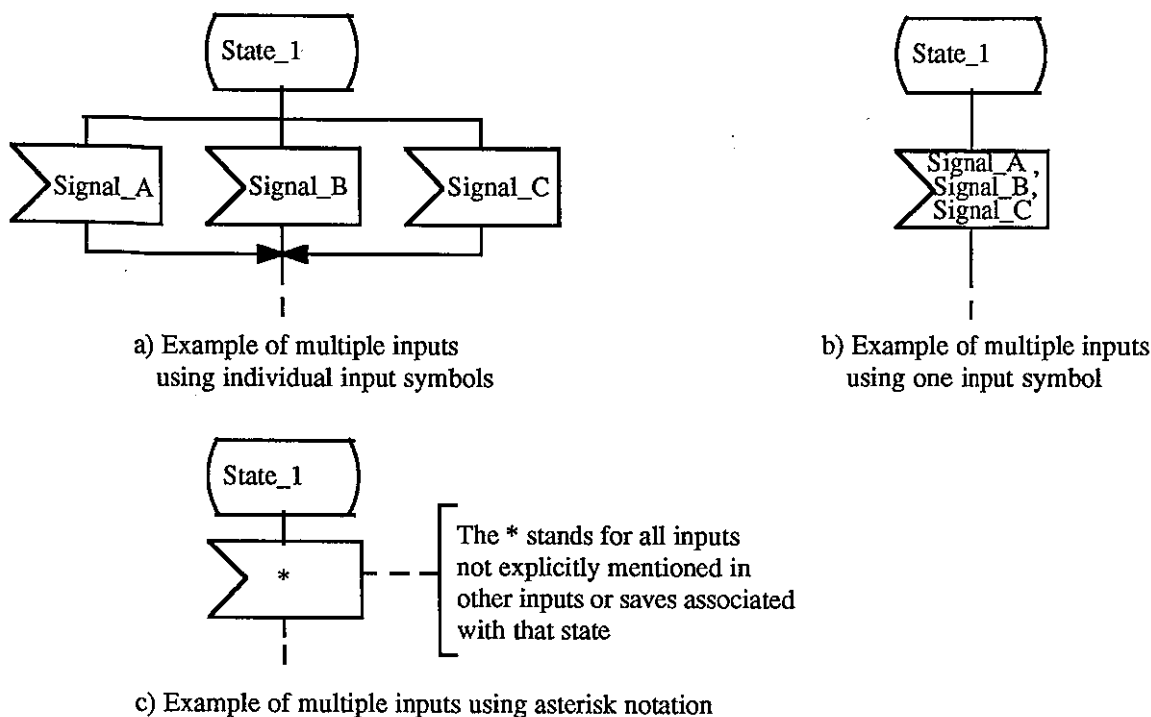 State_1
Signal_A
Signal_B
Signal_C
a) Example of multiple inputs
using individual input symbols
State_1
Signal_A ,
Signal_B,
Signal_C
b) Example of multiple inputs
using one input symbol
State_1
*
The * stands for all inputs
not explicitly mentioned in
other inputs or saves associated
with that state
c) Example of multiple inputs using asterisk notation